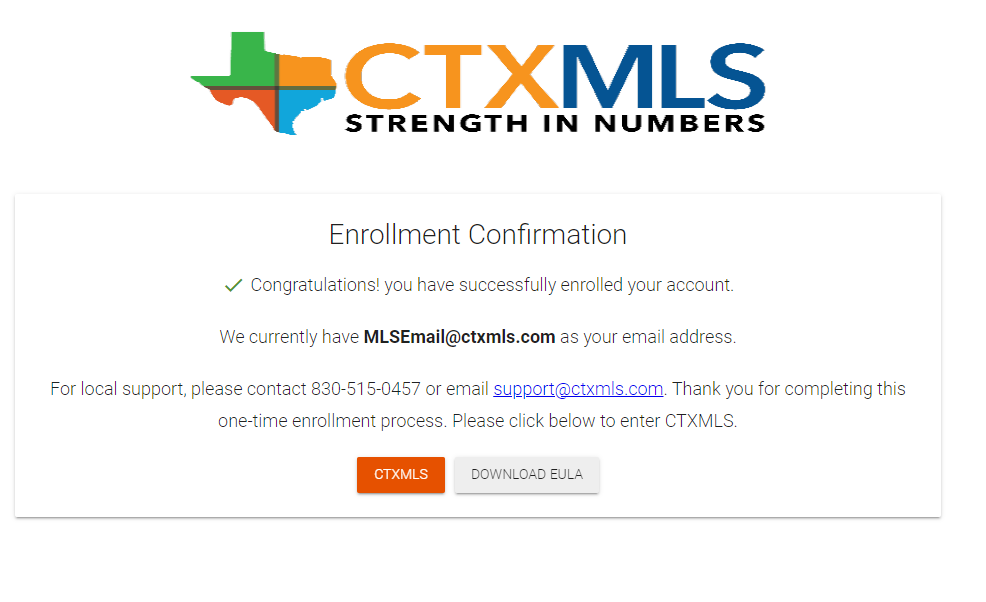 CTXMLS
STRENGTH IN NUMBERS
Enrollment Confirmation
Congratulations! you have successfully enrolled your account.
We currently have MLSEmail@ctxmls.com as your email address.
For local support, please contact 830-515-0457 or email support@ctxmls.com. Thank you for completing this
one-time enrollment process. Please click below to enter CTXMLS.
CTXMLS DOWNLOAD EULA